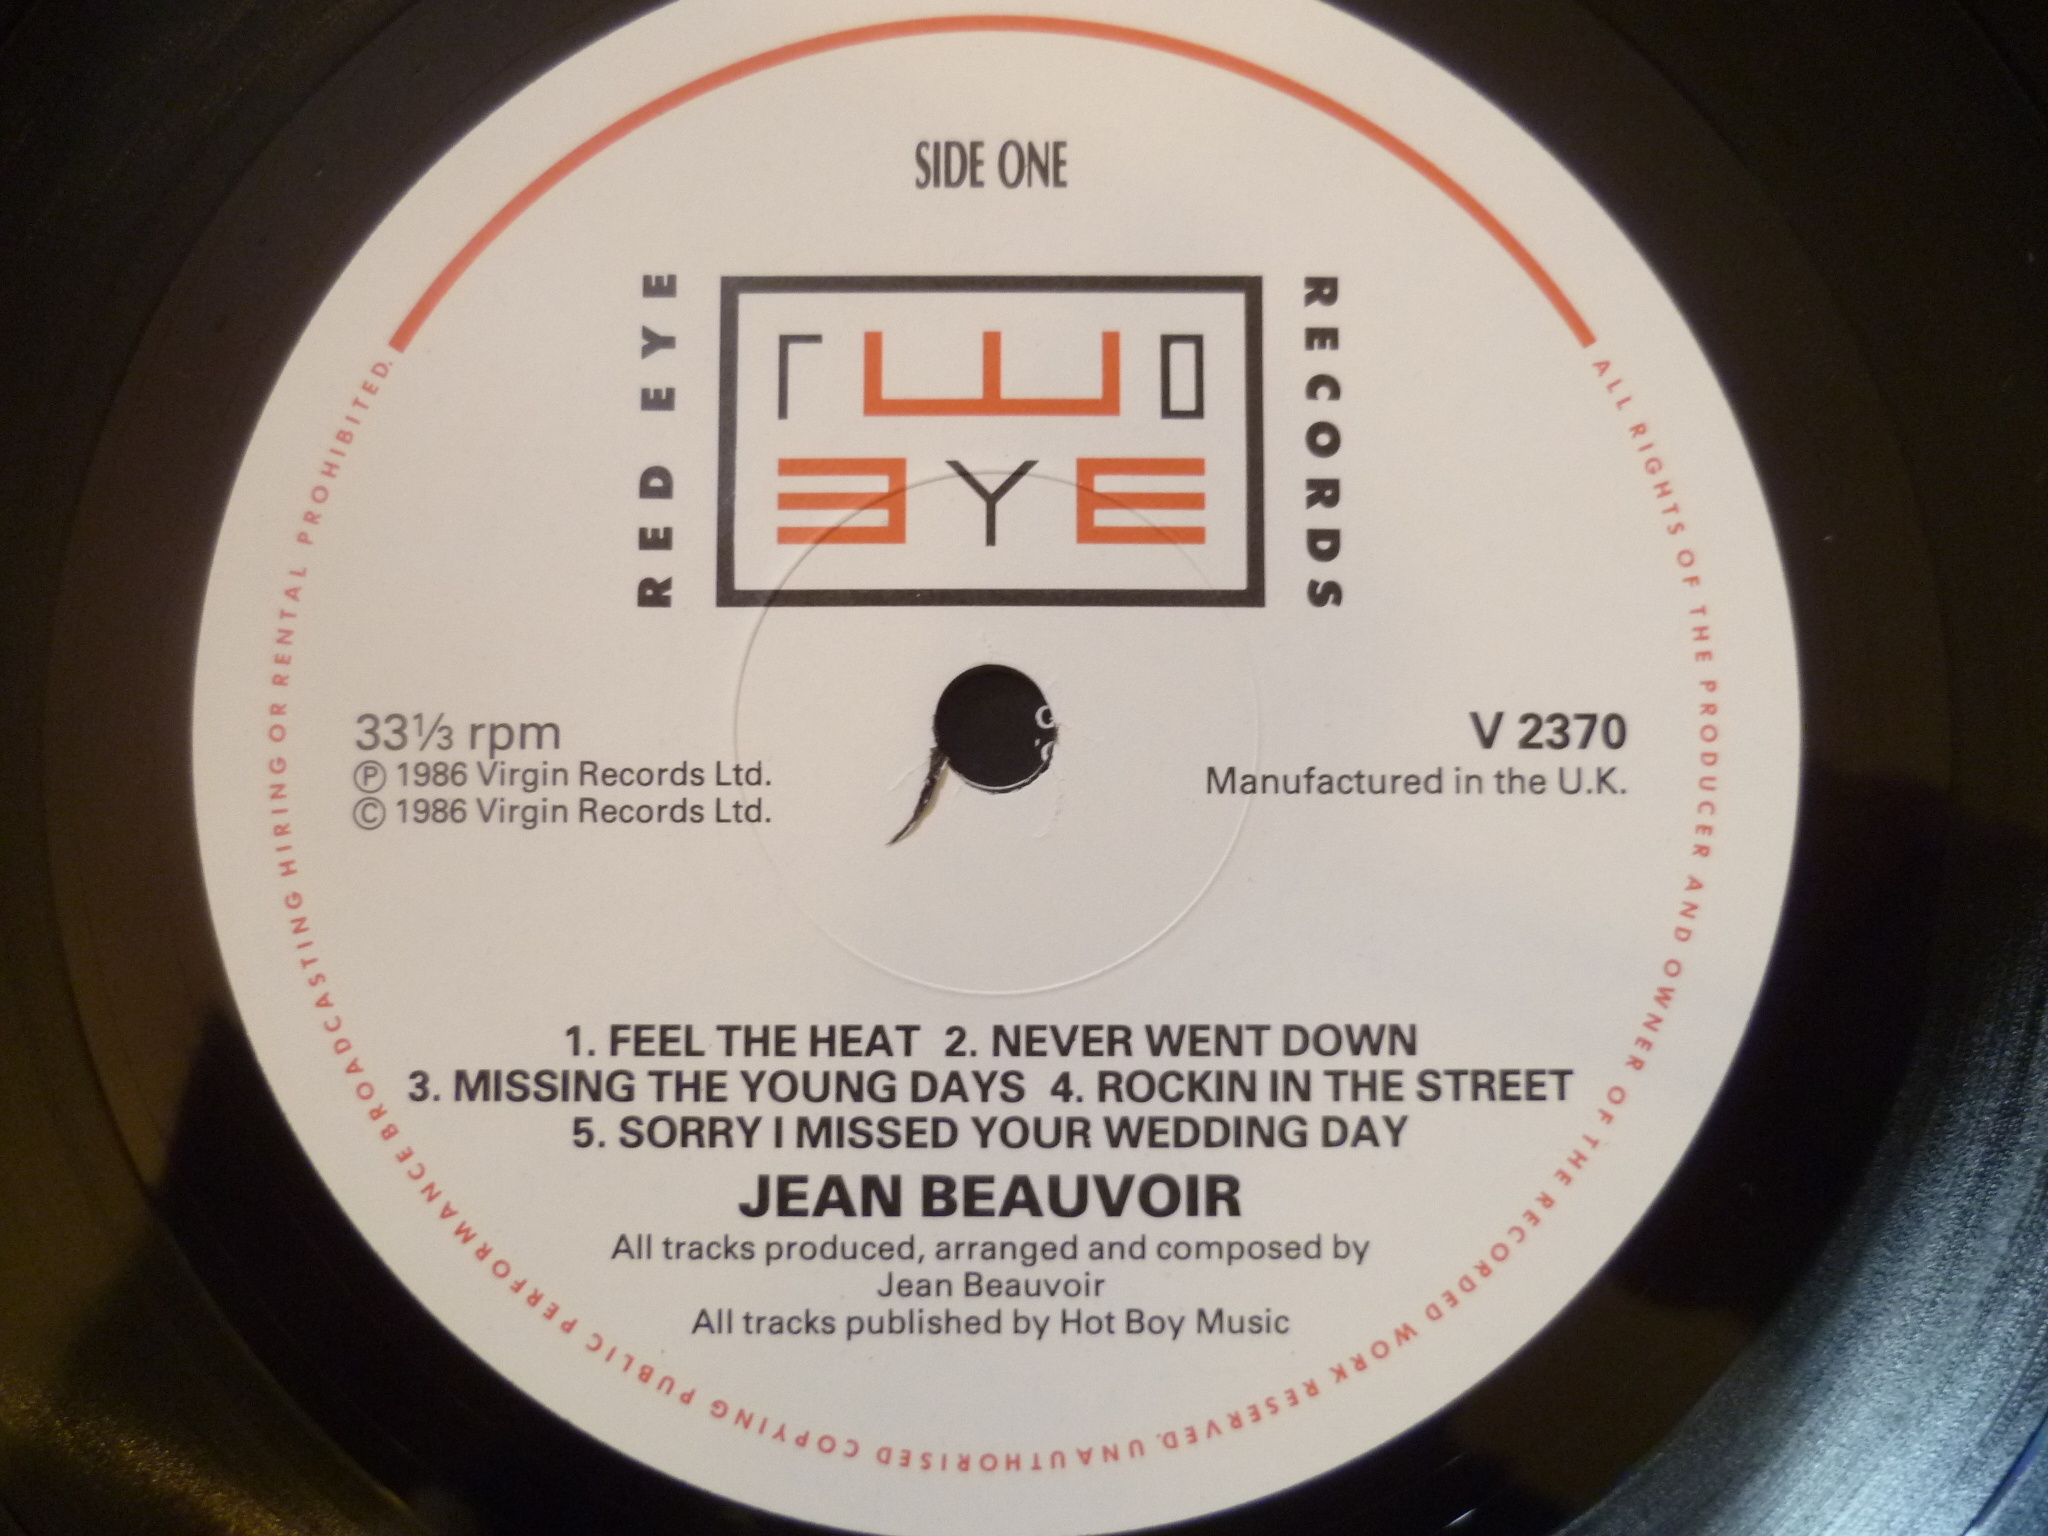 SIDE ONE
RED EYE
rED
EYE
RECORDS
33⅓ rpm
Ⓟ 1986 Virgin Records Ltd.
© 1986 Virgin Records Ltd.
V 2370
Manufactured in the U.K.
1. FEEL THE HEAT 2. NEVER WENT DOWN
3. MISSING THE YOUNG DAYS 4. ROCKIN IN THE STREET
5. SORRY I MISSED YOUR WEDDING DAY
JEAN BEAUVOIR
All tracks produced, arranged and composed by
Jean Beauvoir
All tracks published by Hot Boy Music
ALL RIGHTS OF THE PRODUCER AND OWNER OF THE RECORDED WORK RESERVED. UNAUTHORISED COPYING PUBLIC PERFORMANCE BROADCASTING HIRING OR RENTAL PROHIBITED.